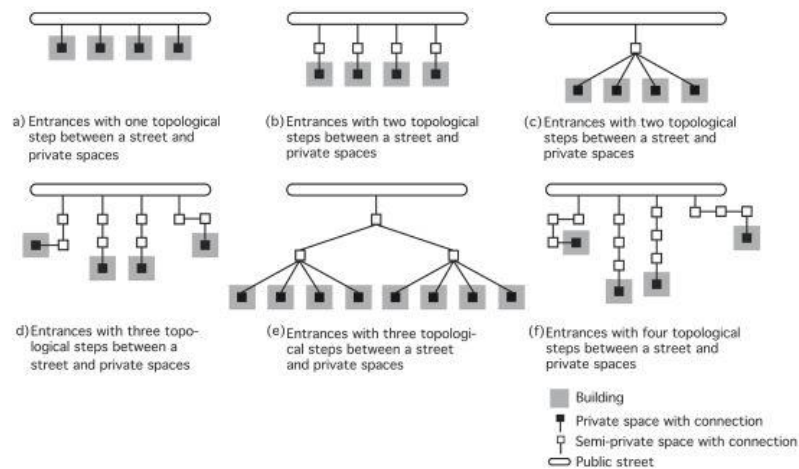 a) Entrances with one topological
step between a street and
private spaces
(b) Entrances with two topological
steps between a street and
private spaces
(c) Entrances with two topological
steps between a street and
private spaces
d) Entrances with three topo-
logical steps between a
street and private spaces
(e) Entrances with three topologi-
cal steps between a street
and private spaces
(f) Entrances with four topological
steps between a street and
private spaces
Building
Private space with connection
Semi-private space with connection
Public street